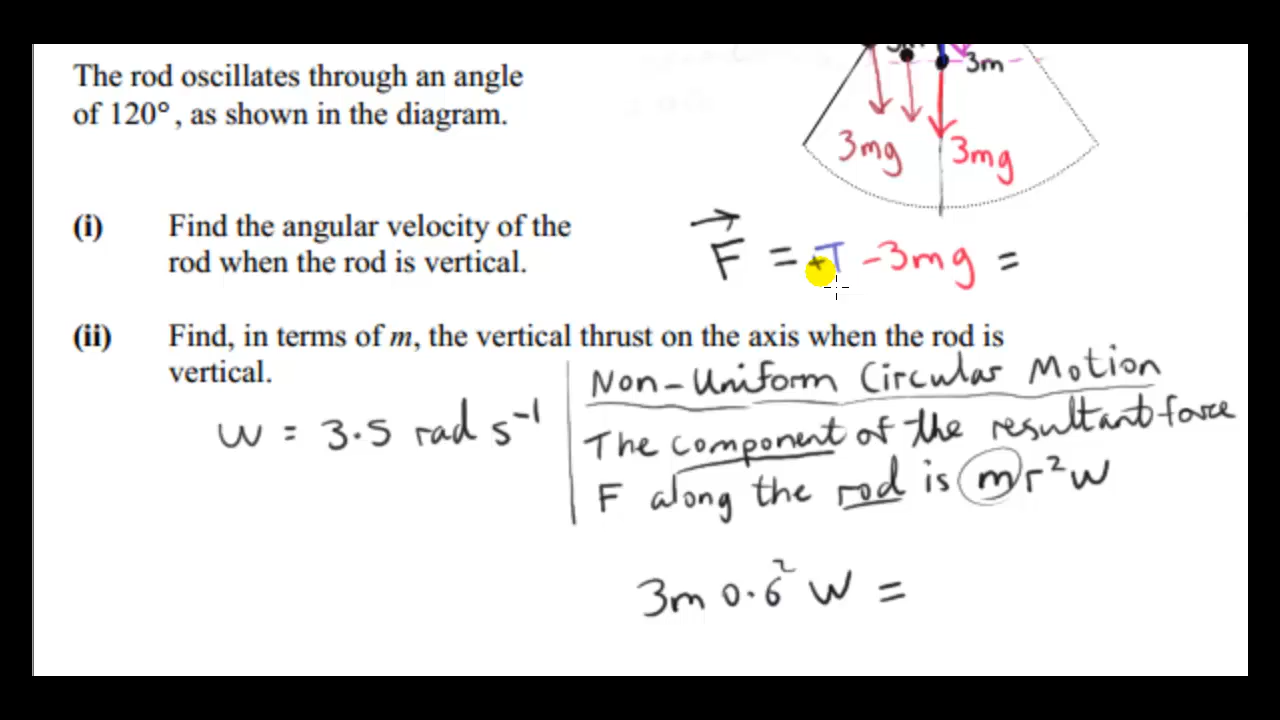 The rod oscillates through an angle
of 120°, as shown in the diagram.
3m
3mg
3mg
(i) Find the angular velocity of the
rod when the rod is vertical.
F = +T - 3mg =
(ii) Find, in terms of m, the vertical thrust on the axis when the rod is
vertical.
w = 3.5 rad s⁻¹
Non-Uniform Circular Motion
The component of the resultant force
F along the rod is mr²w
3m 0.6² w =